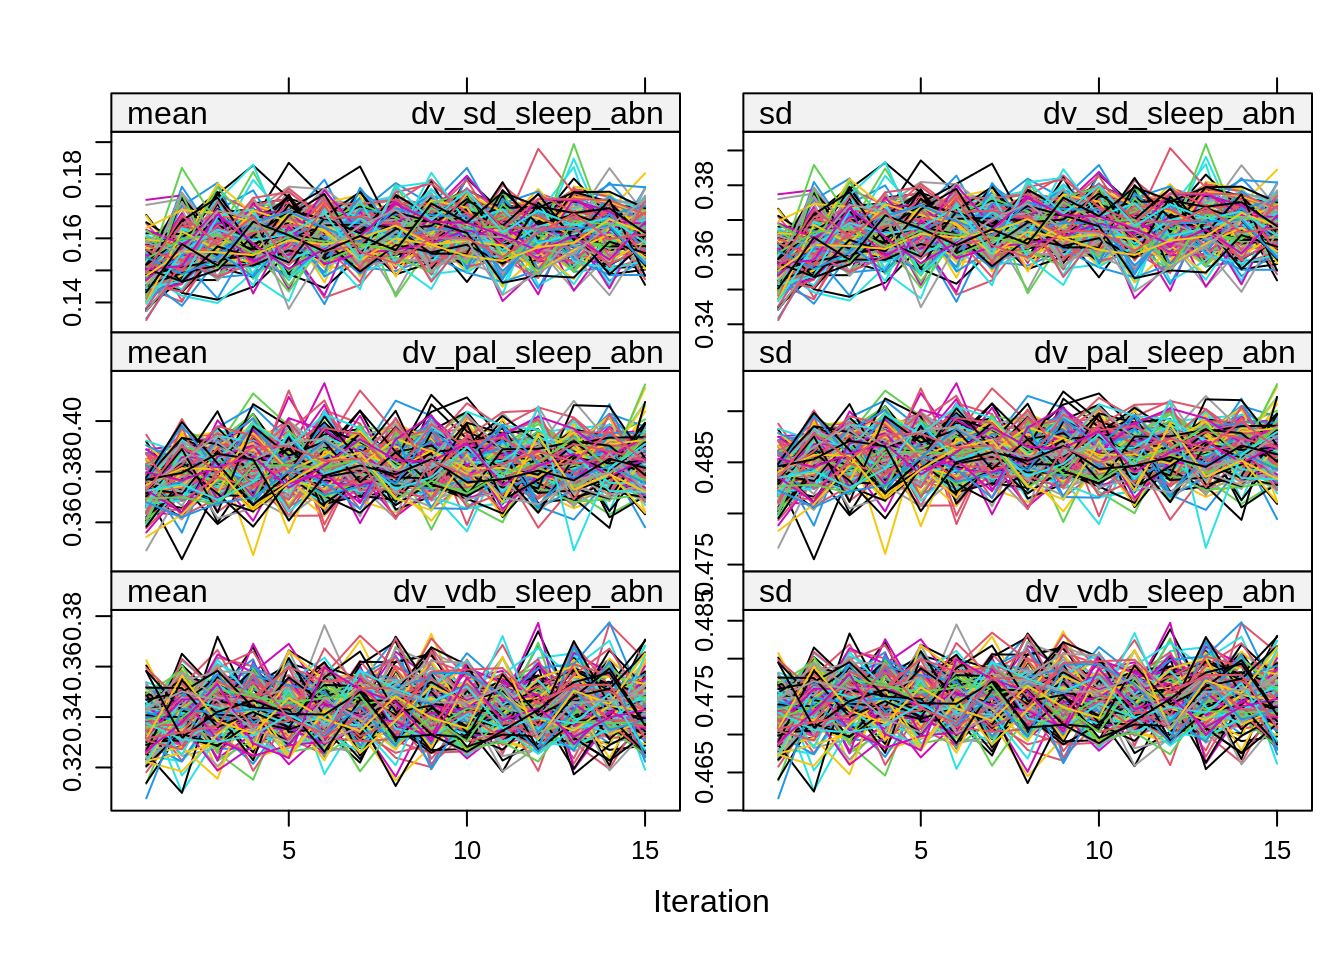 mean dv_sd_sleep_abn
sd dv_sd_sleep_abn
0.14 0.16 0.18
0.34 0.36 0.38
mean dv_pal_sleep_abn
sd dv_pal_sleep_abn
0.36 0.38 0.40
0.475 0.485
mean dv_vdb_sleep_abn
sd dv_vdb_sleep_abn
0.32 0.34 0.36 0.38
0.465 0.475 0.485
5 10 15
5 10 15
Iteration